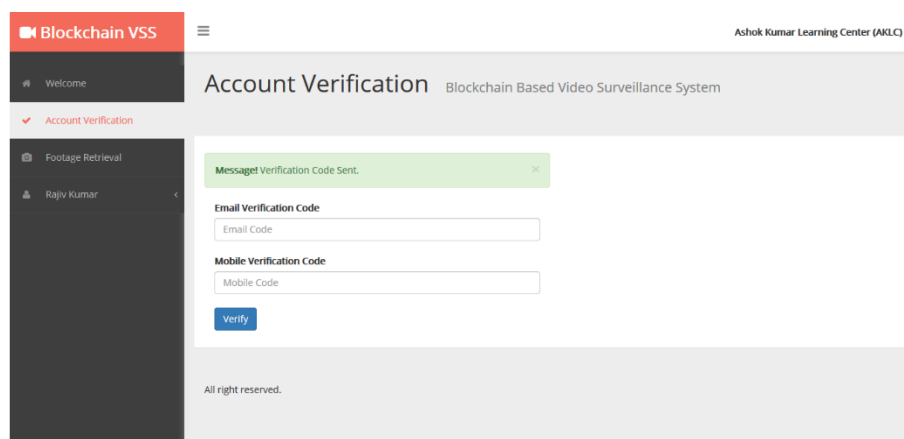 Blockchain VSS
Ashok Kumar Learning Center (AKLC)
Welcome
Account Verification
Footage Retrieval
Rajiv Kumar
Account Verification Blockchain Based Video Surveillance System
Message! Verification Code Sent.
Email Verification Code
Email Code
Mobile Verification Code
Mobile Code
Verify
All right reserved.